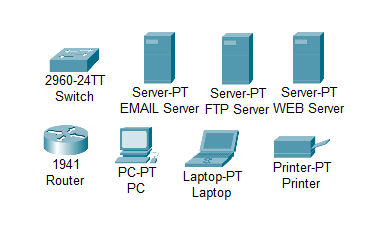 2960-24TT
Switch
Server-PT
EMAIL Server
Server-PT
FTP Server
Server-PT
WEB Server
1941
Router
PC-PT
PC
Laptop-PT
Laptop
Printer-PT
Printer